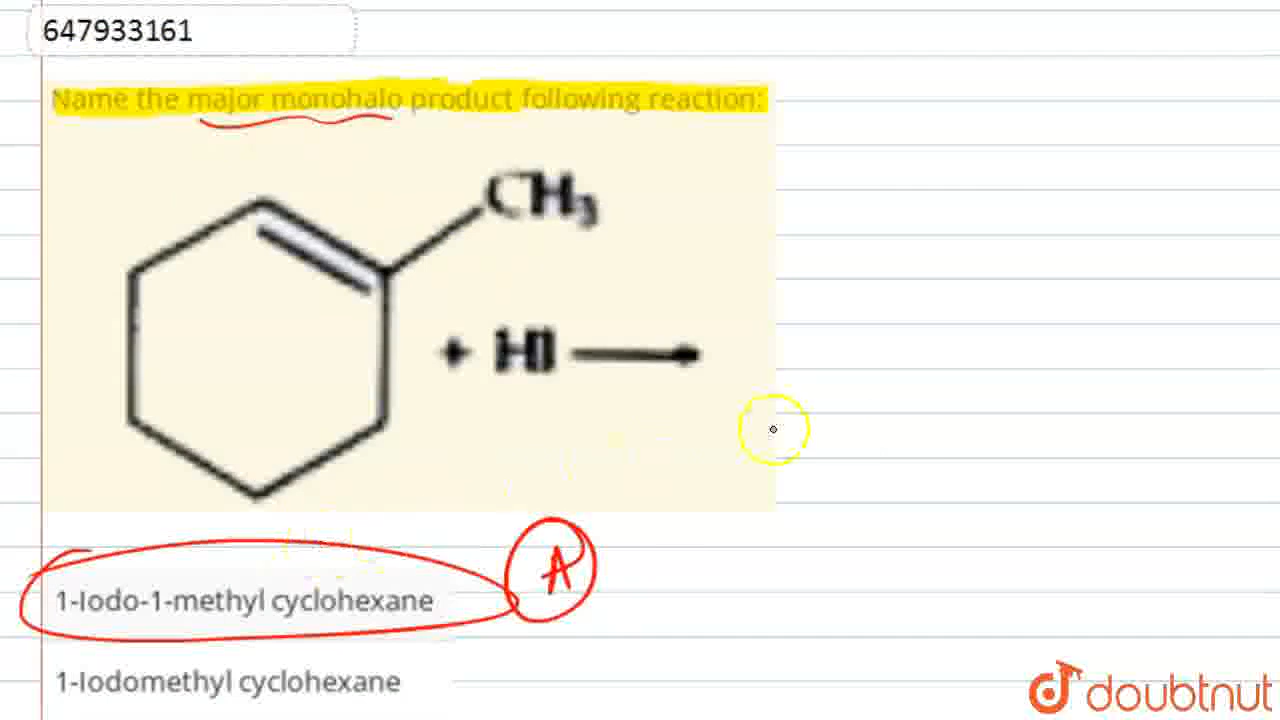 647933161
Name the major monohalo product following reaction:
CH₃
+ HI
1-Iodo-1-methyl cyclohexane
A
1-Iodomethyl cyclohexane
doubtnut